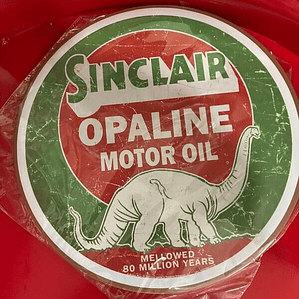 SINCLAIR
OPALINE
MOTOR OIL
MELLOWED
80 MILLION YEARS